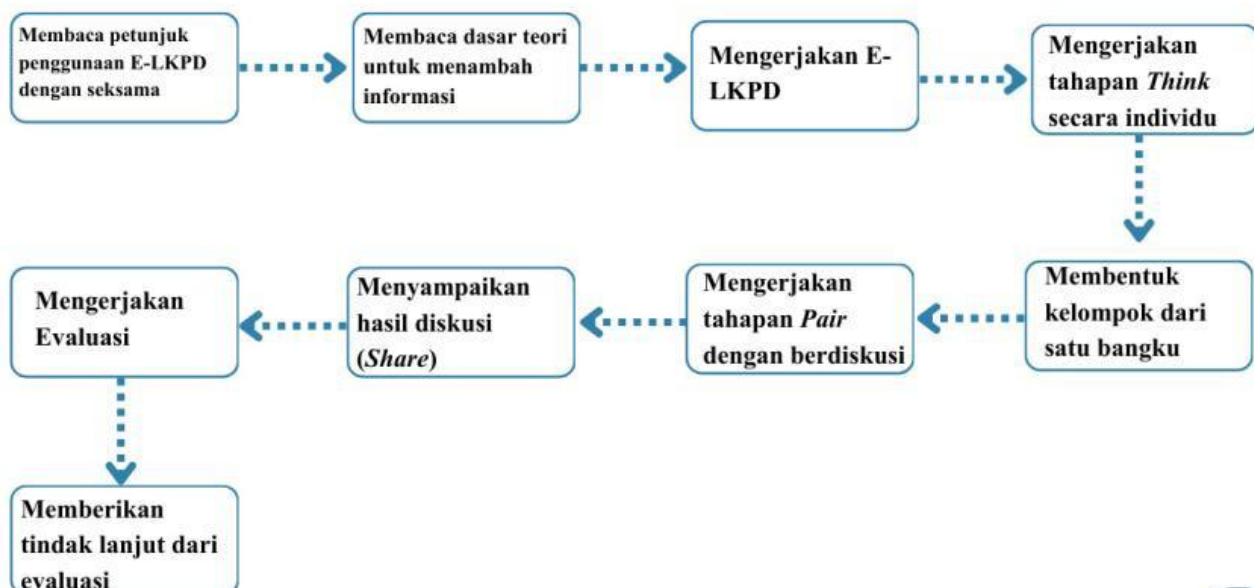 Membaca petunjuk
penggunaan E-LKPD
dengan seksama
Membaca dasar teori
untuk menambah
informasi
Mengerjakan E-
LKPD
Mengerjakan
tahapan Think
secara individu
Membentuk
kelompok dari
satu bangku
Mengerjakan
tahapan Pair
dengan berdiskusi
Menyampaikan
hasil diskusi
(Share)
Mengerjakan
Evaluasi
Memberikan
tindak lanjut dari
evaluasi